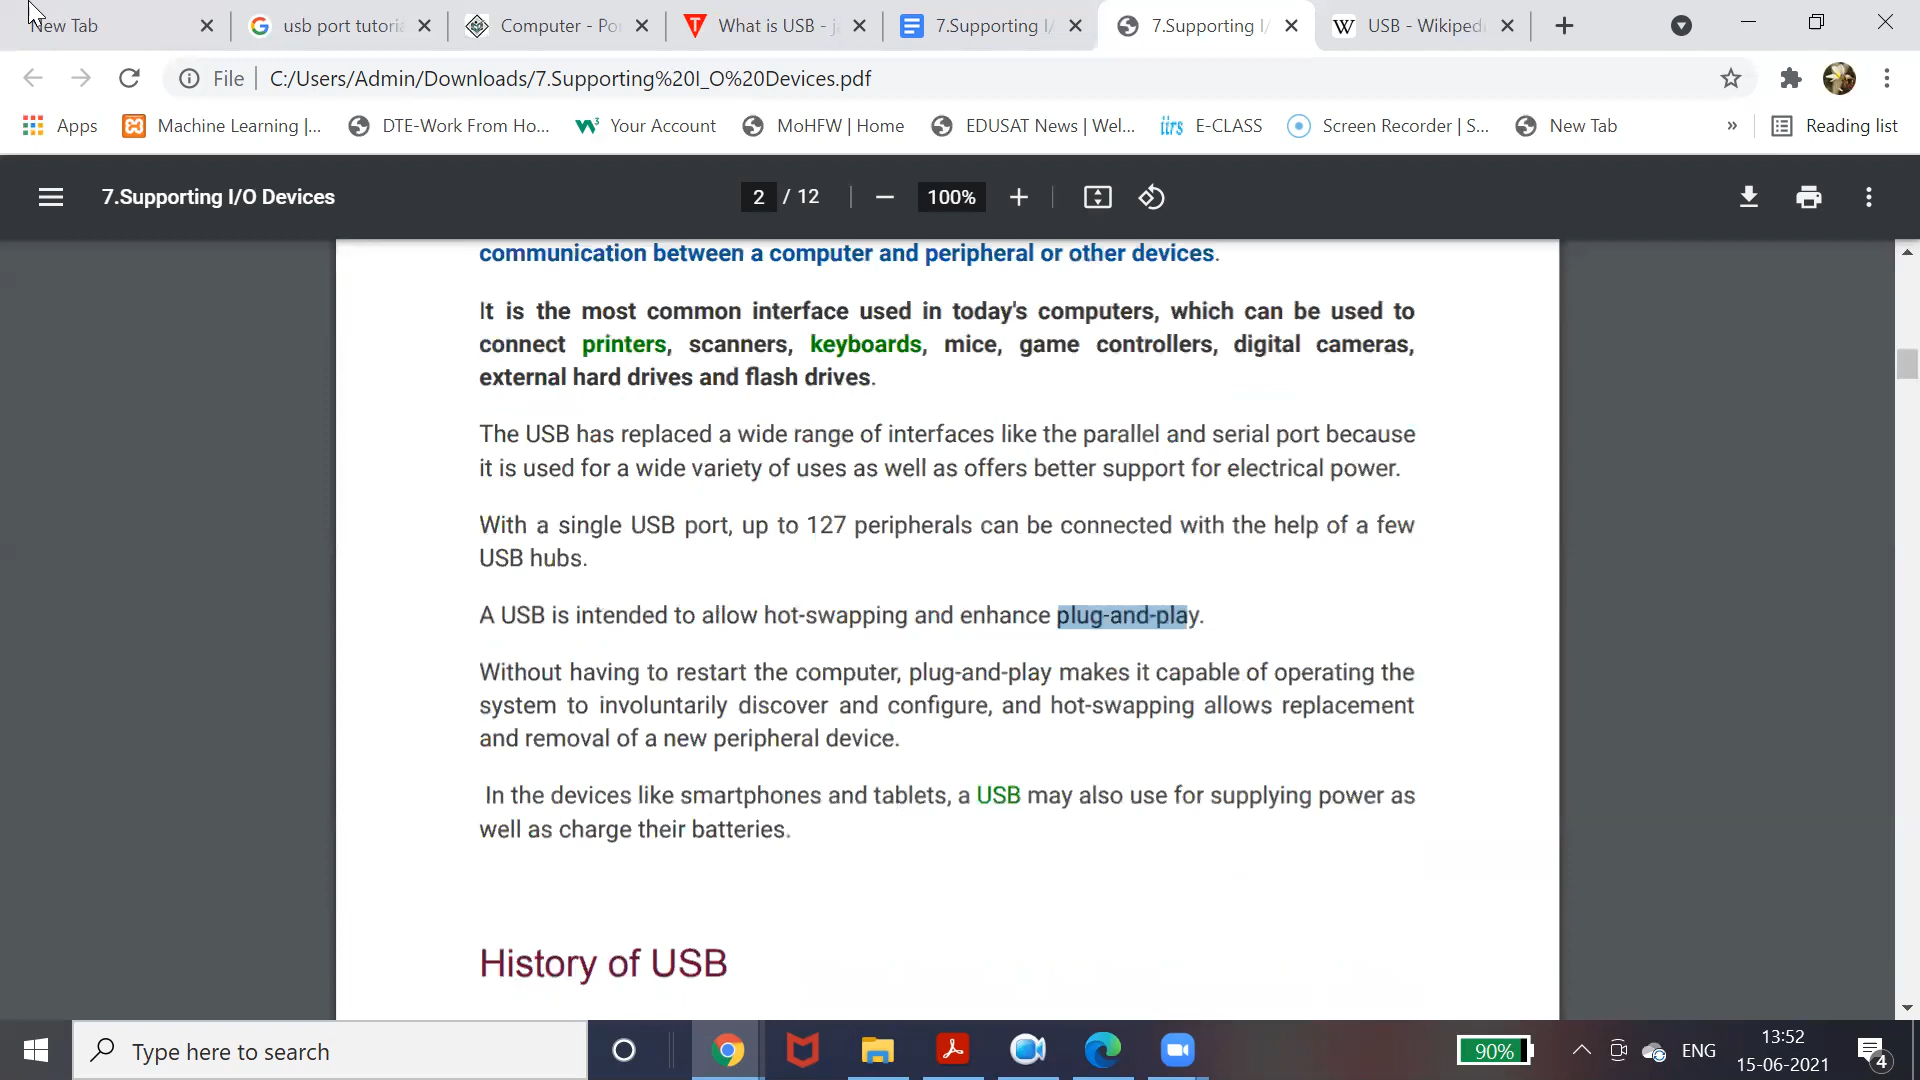 New Tab
usb port tutoria
Computer - Po
What is USB - j
7.Supporting I/
7.Supporting I/
USB - Wikiped
File
C:/Users/Admin/Downloads/7.Supporting%20I_O%20Devices.pdf
Apps
Machine Learning |...
DTE-Work From Ho...
Your Account
MoHFW | Home
EDUSAT News | Wel...
E-CLASS
Screen Recorder | S...
New Tab
»
Reading list
7.Supporting I/O Devices
2 / 12
100%
communication between a computer and peripheral or other devices.
It is the most common interface used in today's computers, which can be used to
connect printers, scanners, keyboards, mice, game controllers, digital cameras,
external hard drives and flash drives.
The USB has replaced a wide range of interfaces like the parallel and serial port because
it is used for a wide variety of uses as well as offers better support for electrical power.
With a single USB port, up to 127 peripherals can be connected with the help of a few
USB hubs.
A USB is intended to allow hot-swapping and enhance plug-and-play.
Without having to restart the computer, plug-and-play makes it capable of operating the
system to involuntarily discover and configure, and hot-swapping allows replacement
and removal of a new peripheral device.
In the devices like smartphones and tablets, a USB may also use for supplying power as
well as charge their batteries.
History of USB
Type here to search
90%
ENG
13:52
15-06-2021
4